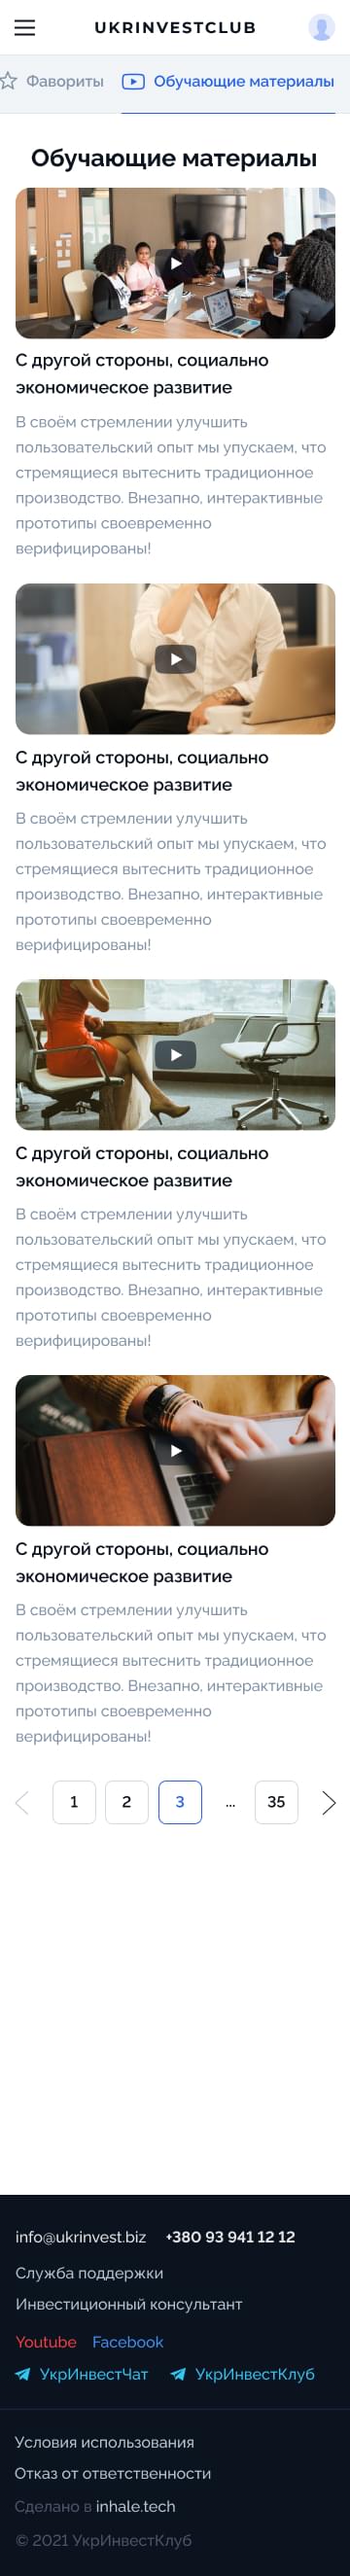 UKRINVESTCLUB
Фавориты Обучающие материалы
Обучающие материалы
С другой стороны, социально
экономическое развитие
В своём стремлении улучшить
пользовательский опыт мы упускаем, что
стремящиеся вытеснить традиционное
производство. Внезапно, интерактивные
прототипы своевременно
верифицированы!
С другой стороны, социально
экономическое развитие
В своём стремлении улучшить
пользовательский опыт мы упускаем, что
стремящиеся вытеснить традиционное
производство. Внезапно, интерактивные
прототипы своевременно
верифицированы!
С другой стороны, социально
экономическое развитие
В своём стремлении улучшить
пользовательский опыт мы упускаем, что
стремящиеся вытеснить традиционное
производство. Внезапно, интерактивные
прототипы своевременно
верифицированы!
С другой стороны, социально
экономическое развитие
В своём стремлении улучшить
пользовательский опыт мы упускаем, что
стремящиеся вытеснить традиционное
производство. Внезапно, интерактивные
прототипы своевременно
верифицированы!
1 2 3 ... 35
info@ukrinvest.biz +380 93 941 12 12
Служба поддержки
Инвестиционный консультант
Youtube Facebook
УкрИнвестЧат УкрИнвестКлуб
Условия использования
Отказ от ответственности
Сделано в inhale.tech
© 2021 УкрИнвестКлуб